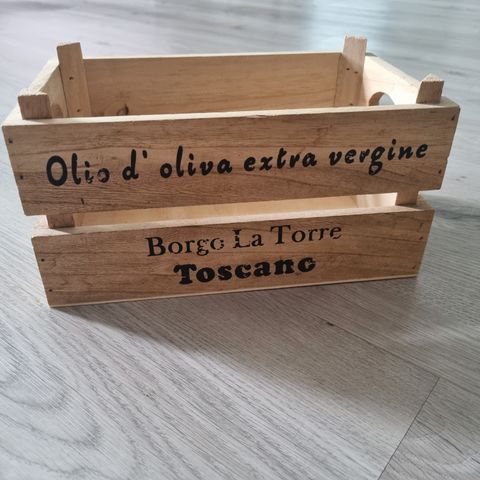 Olio d' oliva extra vergine
Borgo La Torre
Toscano